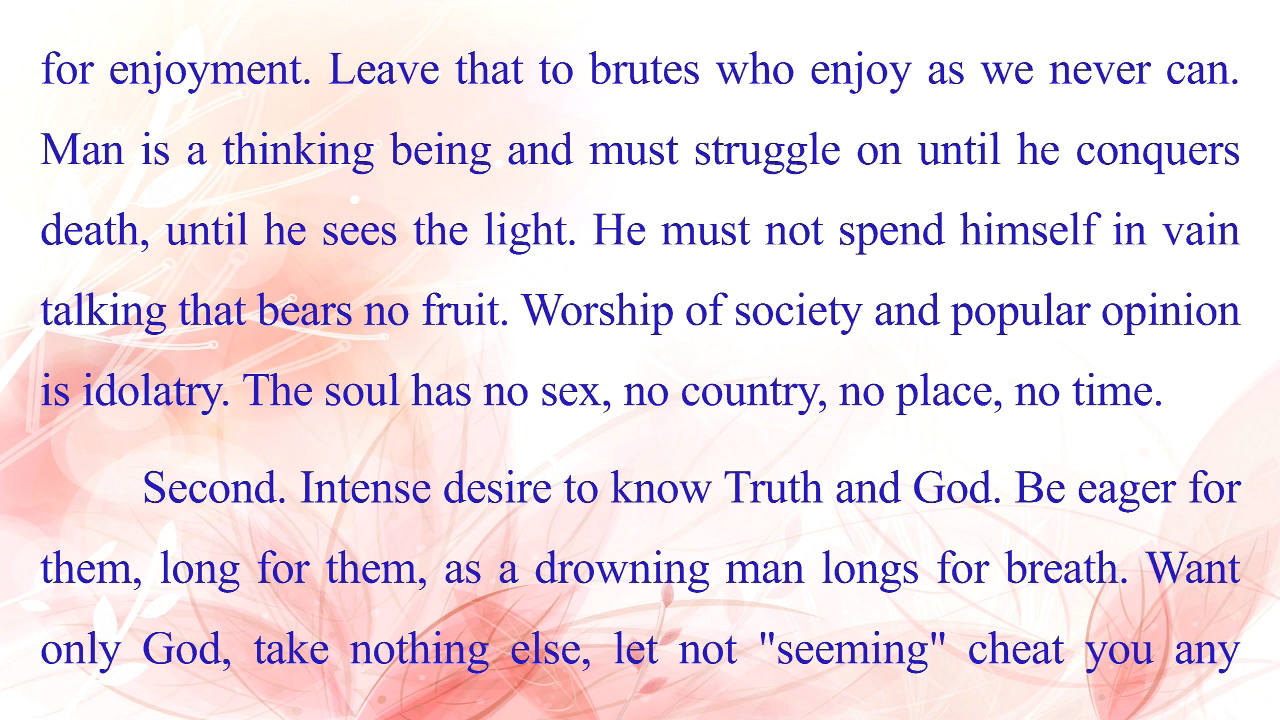 for enjoyment. Leave that to brutes who enjoy as we never can.
Man is a thinking being and must struggle on until he conquers
death, until he sees the light. He must not spend himself in vain
talking that bears no fruit. Worship of society and popular opinion
is idolatry. The soul has no sex, no country, no place, no time.
Second. Intense desire to know Truth and God. Be eager for
them, long for them, as a drowning man longs for breath. Want
only God, take nothing else, let not "seeming" cheat you any